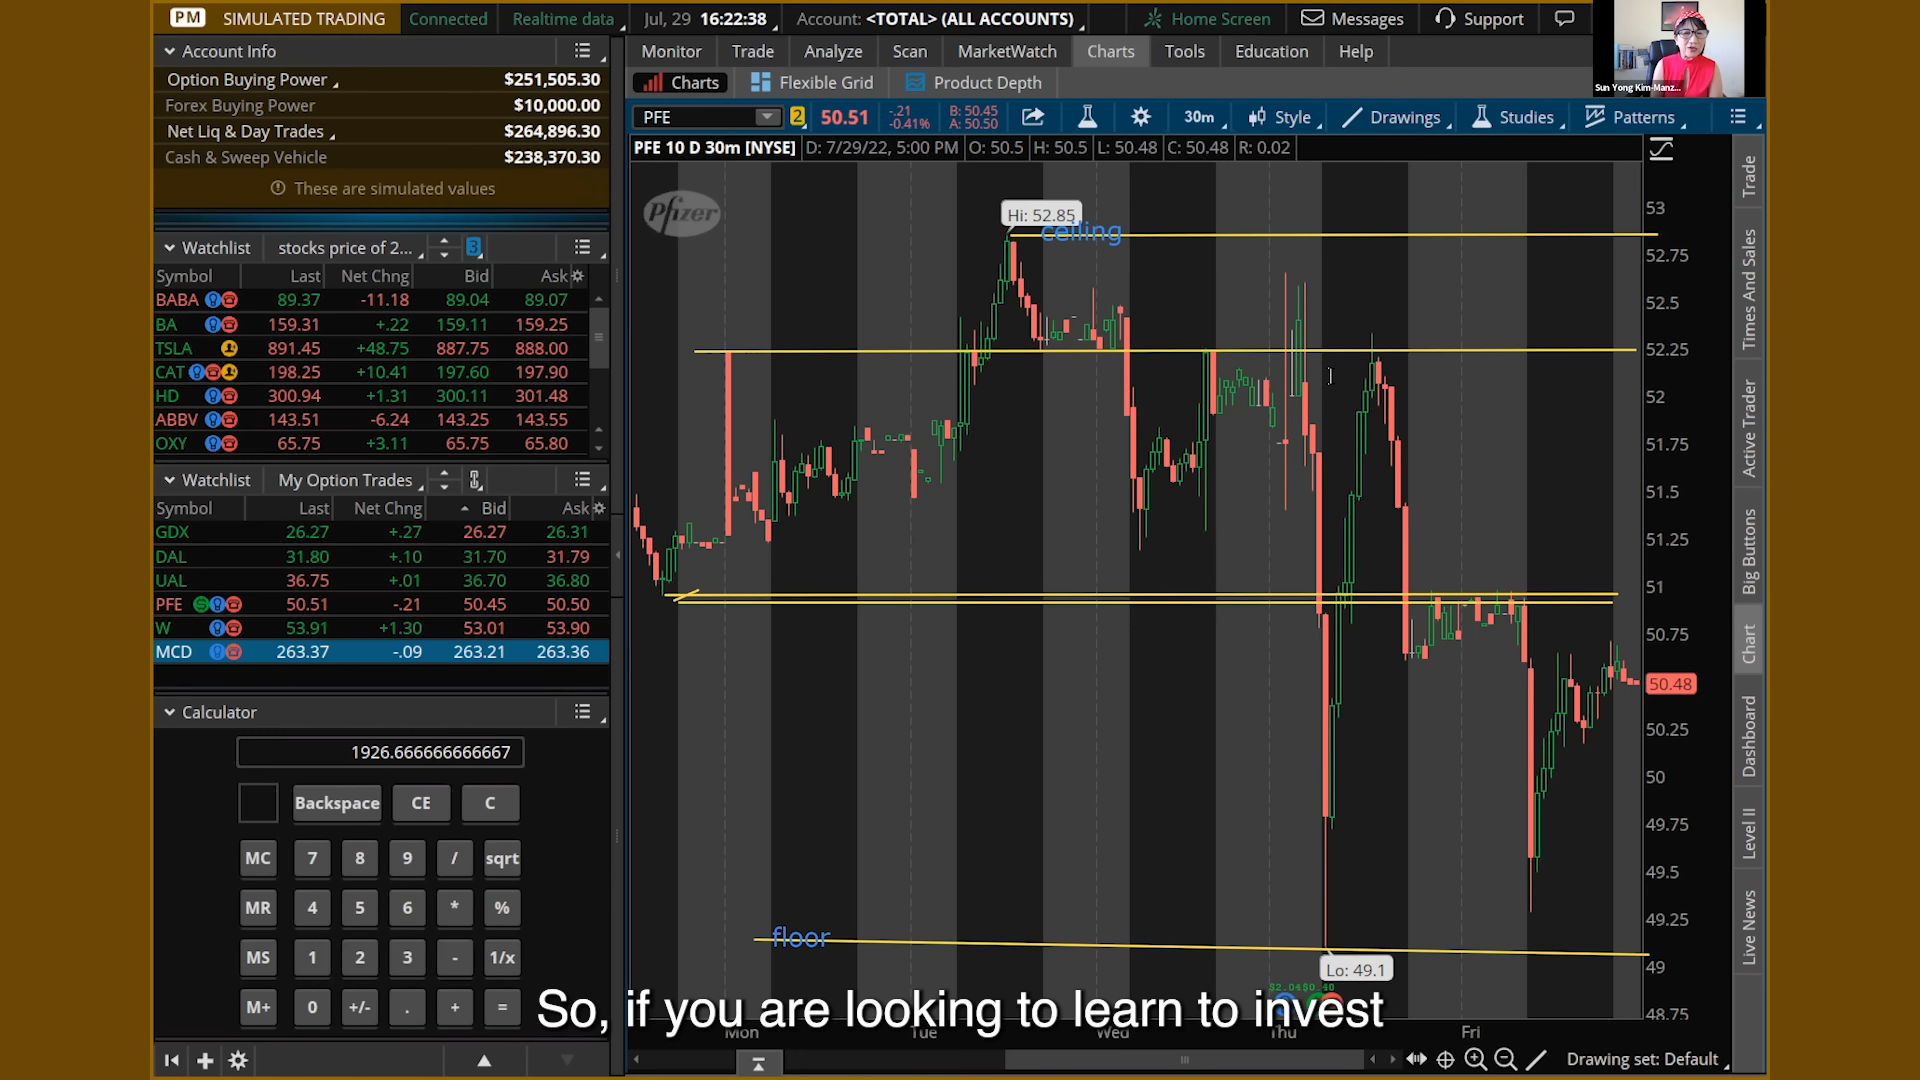 PM SIMULATED TRADING Connected Realtime data Jul, 29 16:22:38 Account: <TOTAL> (ALL ACCOUNTS) Home Screen Messages Support
Sun Yong Kim-Manz...
Account Info
Option Buying Power $251,505.30
Forex Buying Power $10,000.00
Net Liq & Day Trades $264,896.30
Cash & Sweep Vehicle $238,370.30
These are simulated values
Watchlist stocks price of 2... 3
Symbol Last Net Chng Bid Ask
BABA 89.37 -11.18 89.04 89.07
BA 159.31 +.22 159.11 159.25
TSLA 891.45 +48.75 887.75 888.00
CAT 198.25 +10.41 197.60 197.90
HD 300.94 +1.31 300.11 301.48
ABBV 143.51 -6.24 143.25 143.55
OXY 65.75 +3.11 65.75 65.80
Watchlist My Option Trades
Symbol Last Net Chng Bid Ask
GDX 26.27 +.27 26.27 26.31
DAL 31.80 +.10 31.70 31.79
UAL 36.75 +.01 36.70 36.80
PFE 50.51 -.21 50.45 50.50
W 53.91 +1.30 53.01 53.90
MCD 263.37 -.09 263.21 263.36
Calculator
1926.666666666667
Backspace CE C
MC 7 8 9 / sqrt
MR 4 5 6 * %
MS 1 2 3 - 1/x
M+ 0 +/- . + =
Monitor Trade Analyze Scan MarketWatch Charts Tools Education Help
Charts Flexible Grid Product Depth
PFE 2 50.51 -.21 -0.41% B: 50.45 A: 50.50 30m Style Drawings Studies Patterns
PFE 10 D 30m [NYSE] D: 7/29/22, 5:00 PM O: 50.5 H: 50.5 L: 50.48 C: 50.48 R: 0.02
Pfizer
Hi: 52.85
ceiling
floor
Lo: 49.1
$2.04 $0.40
53
52.75
52.5
52.25
52
51.75
51.5
51.25
51
50.75
50.48
50.25
50
49.75
49.5
49.25
49
48.75
Mon Tue Wed Thu Fri
Drawing set: Default
Trade
Times And Sales
Active Trader
Big Buttons
Chart
Dashboard
Level II
Live News
So, if you are looking to learn to invest